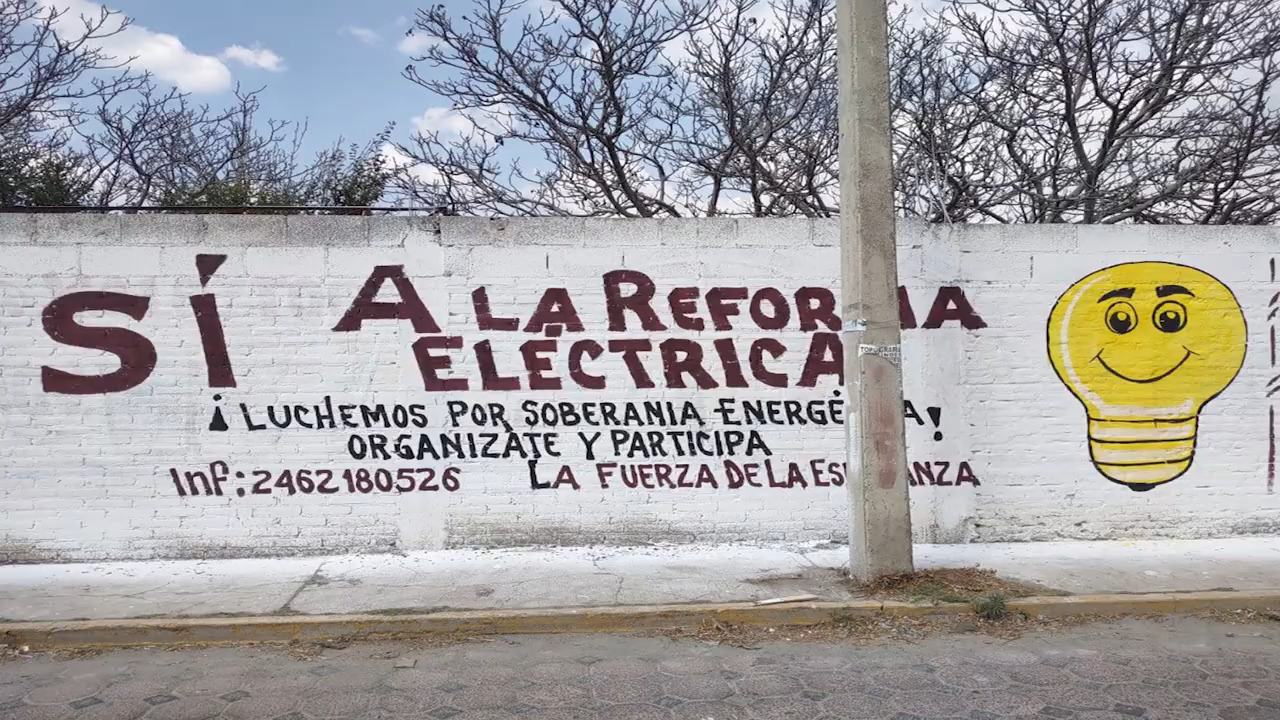 SÍ A LA REFORMA
ELÉCTRICA
¡LUCHEMOS POR SOBERANIA ENERGÉ A!
ORGANIZATE Y PARTICIPA
Inf: 2462180526 LA FUERZA DE LA ES ANZA